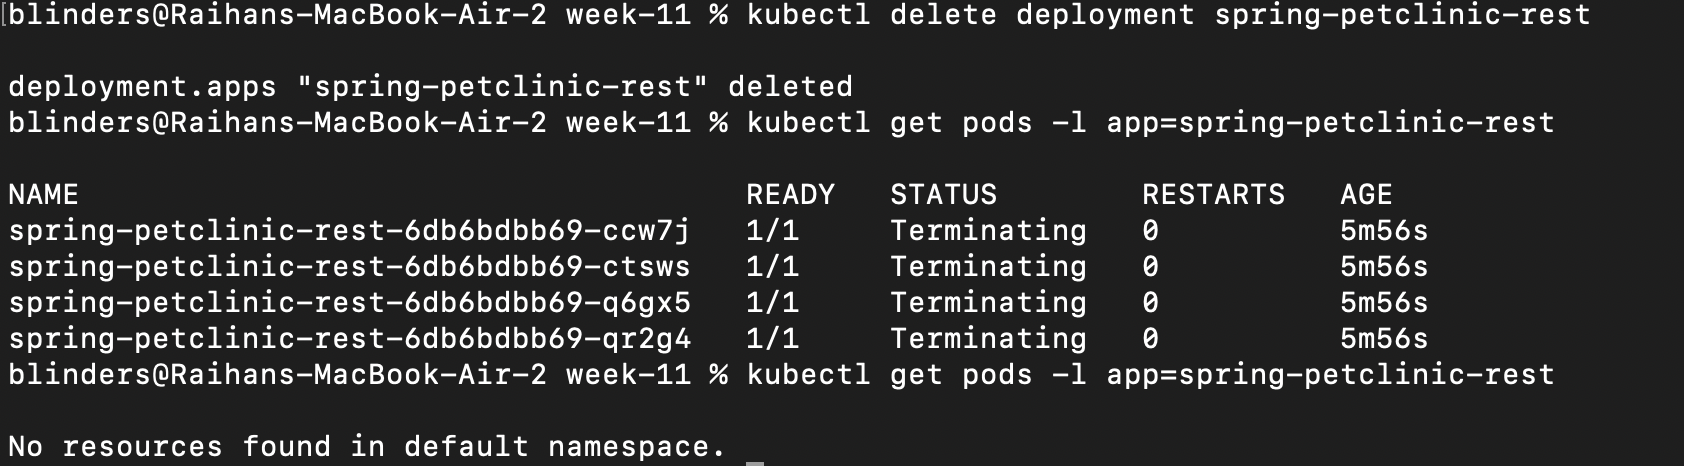 [blinders@Raihans-MacBook-Air-2 week-11 % kubectl delete deployment spring-petclinic-rest
deployment.apps "spring-petclinic-rest" deleted
blinders@Raihans-MacBook-Air-2 week-11 % kubectl get pods -l app=spring-petclinic-rest
NAME READY STATUS RESTARTS AGE
spring-petclinic-rest-6db6bdbb69-ccw7j 1/1 Terminating 0 5m56s
spring-petclinic-rest-6db6bdbb69-ctsws 1/1 Terminating 0 5m56s
spring-petclinic-rest-6db6bdbb69-q6gx5 1/1 Terminating 0 5m56s
spring-petclinic-rest-6db6bdbb69-qr2g4 1/1 Terminating 0 5m56s
blinders@Raihans-MacBook-Air-2 week-11 % kubectl get pods -l app=spring-petclinic-rest
No resources found in default namespace.